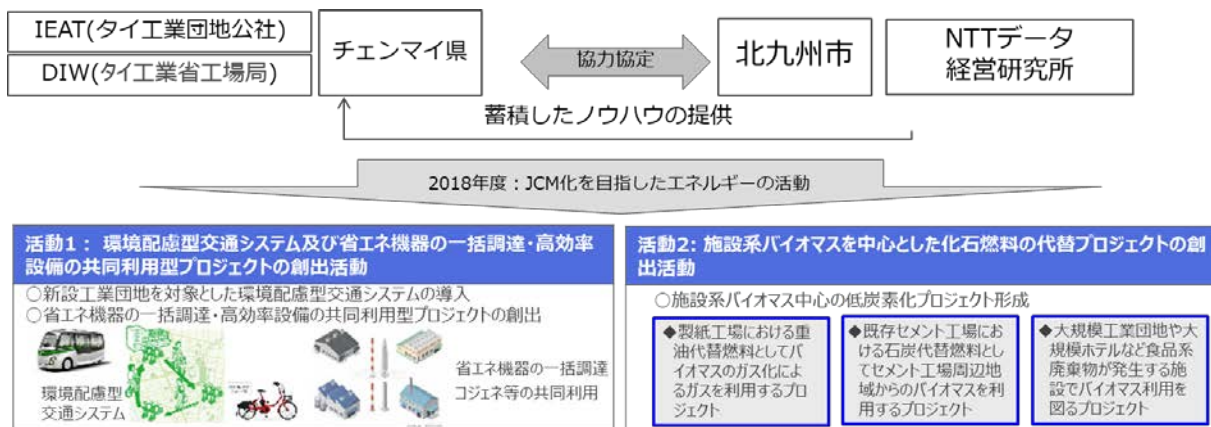 IEAT(タイ工業団地公社)
DIW(タイ工業省工場局)
チェンマイ県
協力協定
北九州市
NTTデータ
経営研究所
蓄積したノウハウの提供
2018年度：JCM化を目指したエネルギーの活動
活動1： 環境配慮型交通システム及び省エネ機器の一括調達・高効率
設備の共同利用型プロジェクトの創出活動
○新設工業団地を対象とした環境配慮型交通システムの導入
○省エネ機器の一括調達・高効率設備の共同利用型プロジェクトの創出
環境配慮型
交通システム
省エネ機器の一括調達
コジェネ等の共同利用
活動2: 施設系バイオマスを中心とした化石燃料の代替プロジェクトの創
出活動
○施設系バイオマス中心の低炭素化プロジェクト形成
◆製紙工場における重
油代替燃料としてバ
イオマスのガス化によ
るガスを利用するプロ
ジェクト
◆既存セメント工場にお
ける石炭代替燃料とし
てセメント工場周辺地
域からのバイオマスを利
用するプロジェクト
◆大規模工業団地や大
規模ホテルなど食品系
廃棄物が発生する施
設でバイオマス利用を
図るプロジェクト